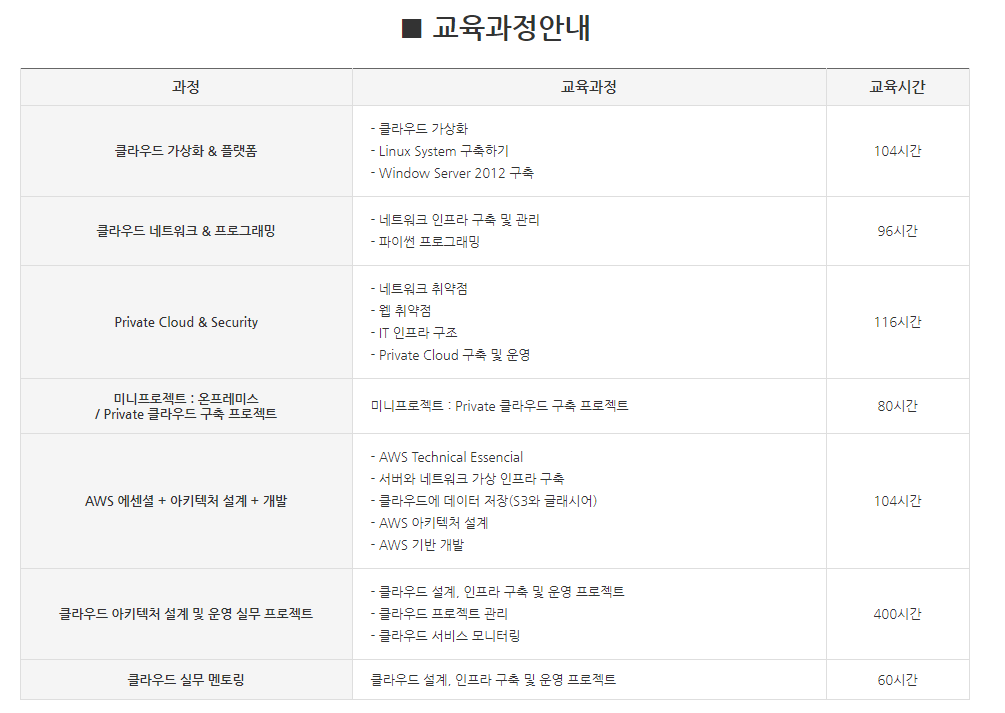 ■ 교육과정안내
과정 교육과정 교육시간
클라우드 가상화 & 플랫폼
- 클라우드 가상화
- Linux System 구축하기
- Window Server 2012 구축
104시간
클라우드 네트워크 & 프로그래밍
- 네트워크 인프라 구축 및 관리
- 파이썬 프로그래밍
96시간
Private Cloud & Security
- 네트워크 취약점
- 웹 취약점
- IT 인프라 구조
- Private Cloud 구축 및 운영
116시간
미니프로젝트 : 온프레미스
/ Private 클라우드 구축 프로젝트
미니프로젝트 : Private 클라우드 구축 프로젝트
80시간
AWS 에센셜 + 아키텍처 설계 + 개발
- AWS Technical Essencial
- 서버와 네트워크 가상 인프라 구축
- 클라우드에 데이터 저장(S3와 글래시어)
- AWS 아키텍처 설계
- AWS 기반 개발
104시간
클라우드 아키텍처 설계 및 운영 실무 프로젝트
- 클라우드 설계, 인프라 구축 및 운영 프로젝트
- 클라우드 프로젝트 관리
- 클라우드 서비스 모니터링
400시간
클라우드 실무 멘토링
클라우드 설계, 인프라 구축 및 운영 프로젝트
60시간